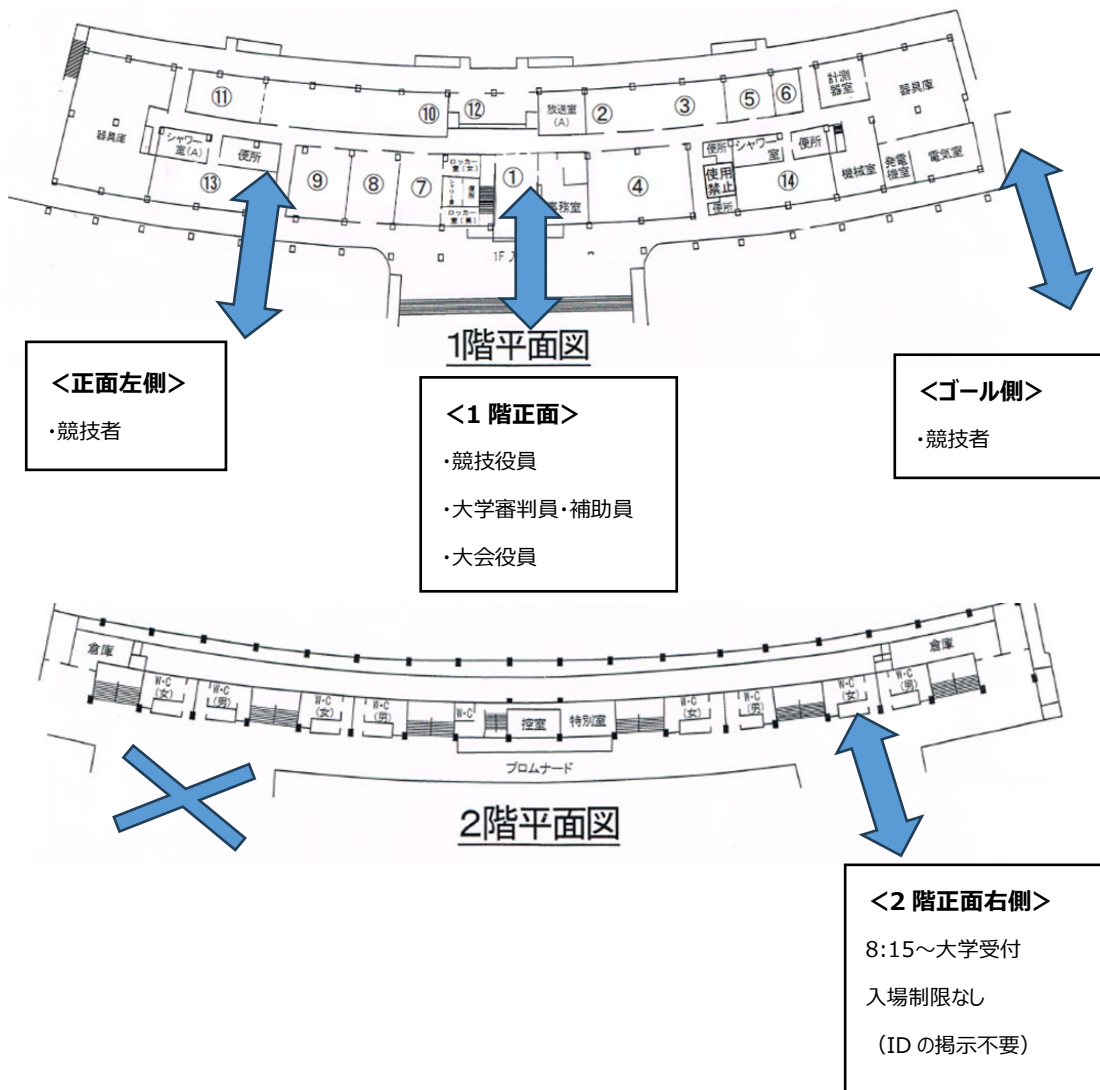 ⑪
⑩
⑫
放送室
(A)
②
③
⑤
⑥
計測
器室
器具庫
器具庫
シャワー
室(A)
便所
⑬
⑨
⑧
⑦
ロッカー
室(女)
シャワー室
便所
ロッカー
室(男)
①
事務室
④
便所
使用
禁止
便所
シャワー
室
便所
⑭
機械室
発電
機室
電気室
1F 入
1階平面図
<正面左側>
・競技者
<1 階正面>
・競技役員
・大学審判員・補助員
・大会役員
<ゴール側>
・競技者
倉庫
W・C
(女)
W・C
(男)
W・C
(女)
W・C
(男)
W・C
控室
特別室
W・C
(女)
W・C
(男)
W・C
(女)
W・C
(男)
倉庫
プロムナード
2階平面図
<2 階正面右側>
8:15~大学受付
入場制限なし
(ID の掲示不要)